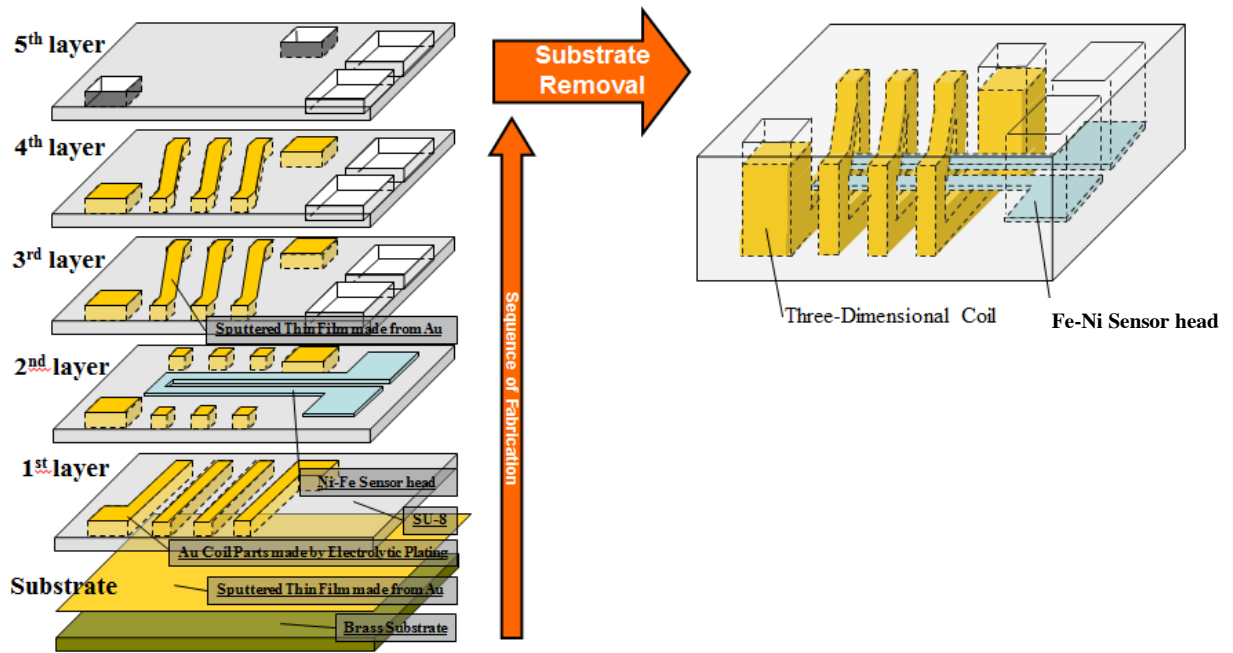 5th layer
4th layer
3rd layer
Sputtered Thin Film made from Au
2nd layer
1st layer
Ni-Fe Sensor head
SU-8
Au Coil Parts made by Electrolytic Plating
Substrate
Sputtered Thin Film made from Au
Brass Substrate
Sequence of Fabrication
Substrate
Removal
Three-Dimensional Coil
Fe-Ni Sensor head